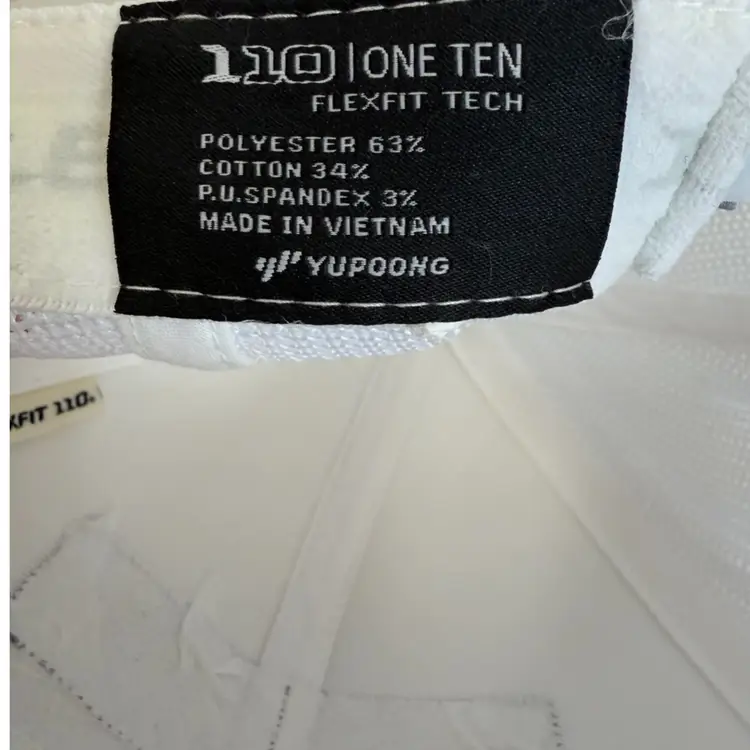 110 | ONE TEN
FLEXFIT TECH
POLYESTER 63%
COTTON 34%
P.U.SPANDEX 3%
MADE IN VIETNAM
YUPOONG
XFIT 110.